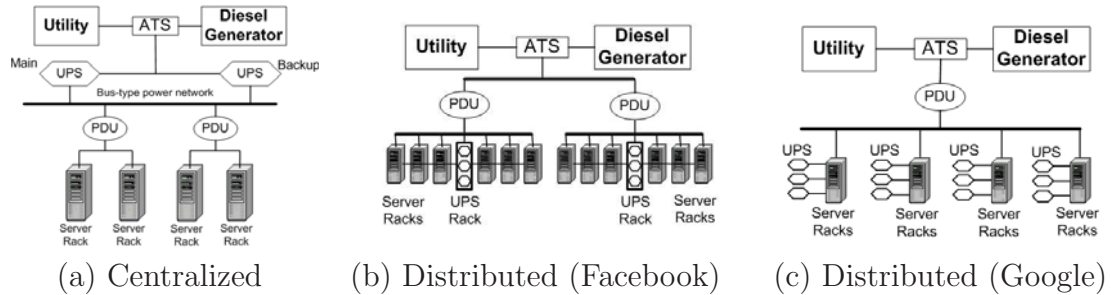 Utility
ATS
Diesel
Generator
Main
UPS
UPS
Backup
Bus-type power network
PDU
PDU
Server
Rack
Server
Rack
Server
Rack
Server
Rack
(a) Centralized
Utility
ATS
Diesel
Generator
PDU
PDU
Server
Racks
UPS
Rack
UPS
Rack
Server
Racks
(b) Distributed (Facebook)
Utility
ATS
Diesel
Generator
PDU
UPS
UPS
UPS
UPS
Server
Racks
Server
Racks
Server
Racks
Server
Racks
(c) Distributed (Google)